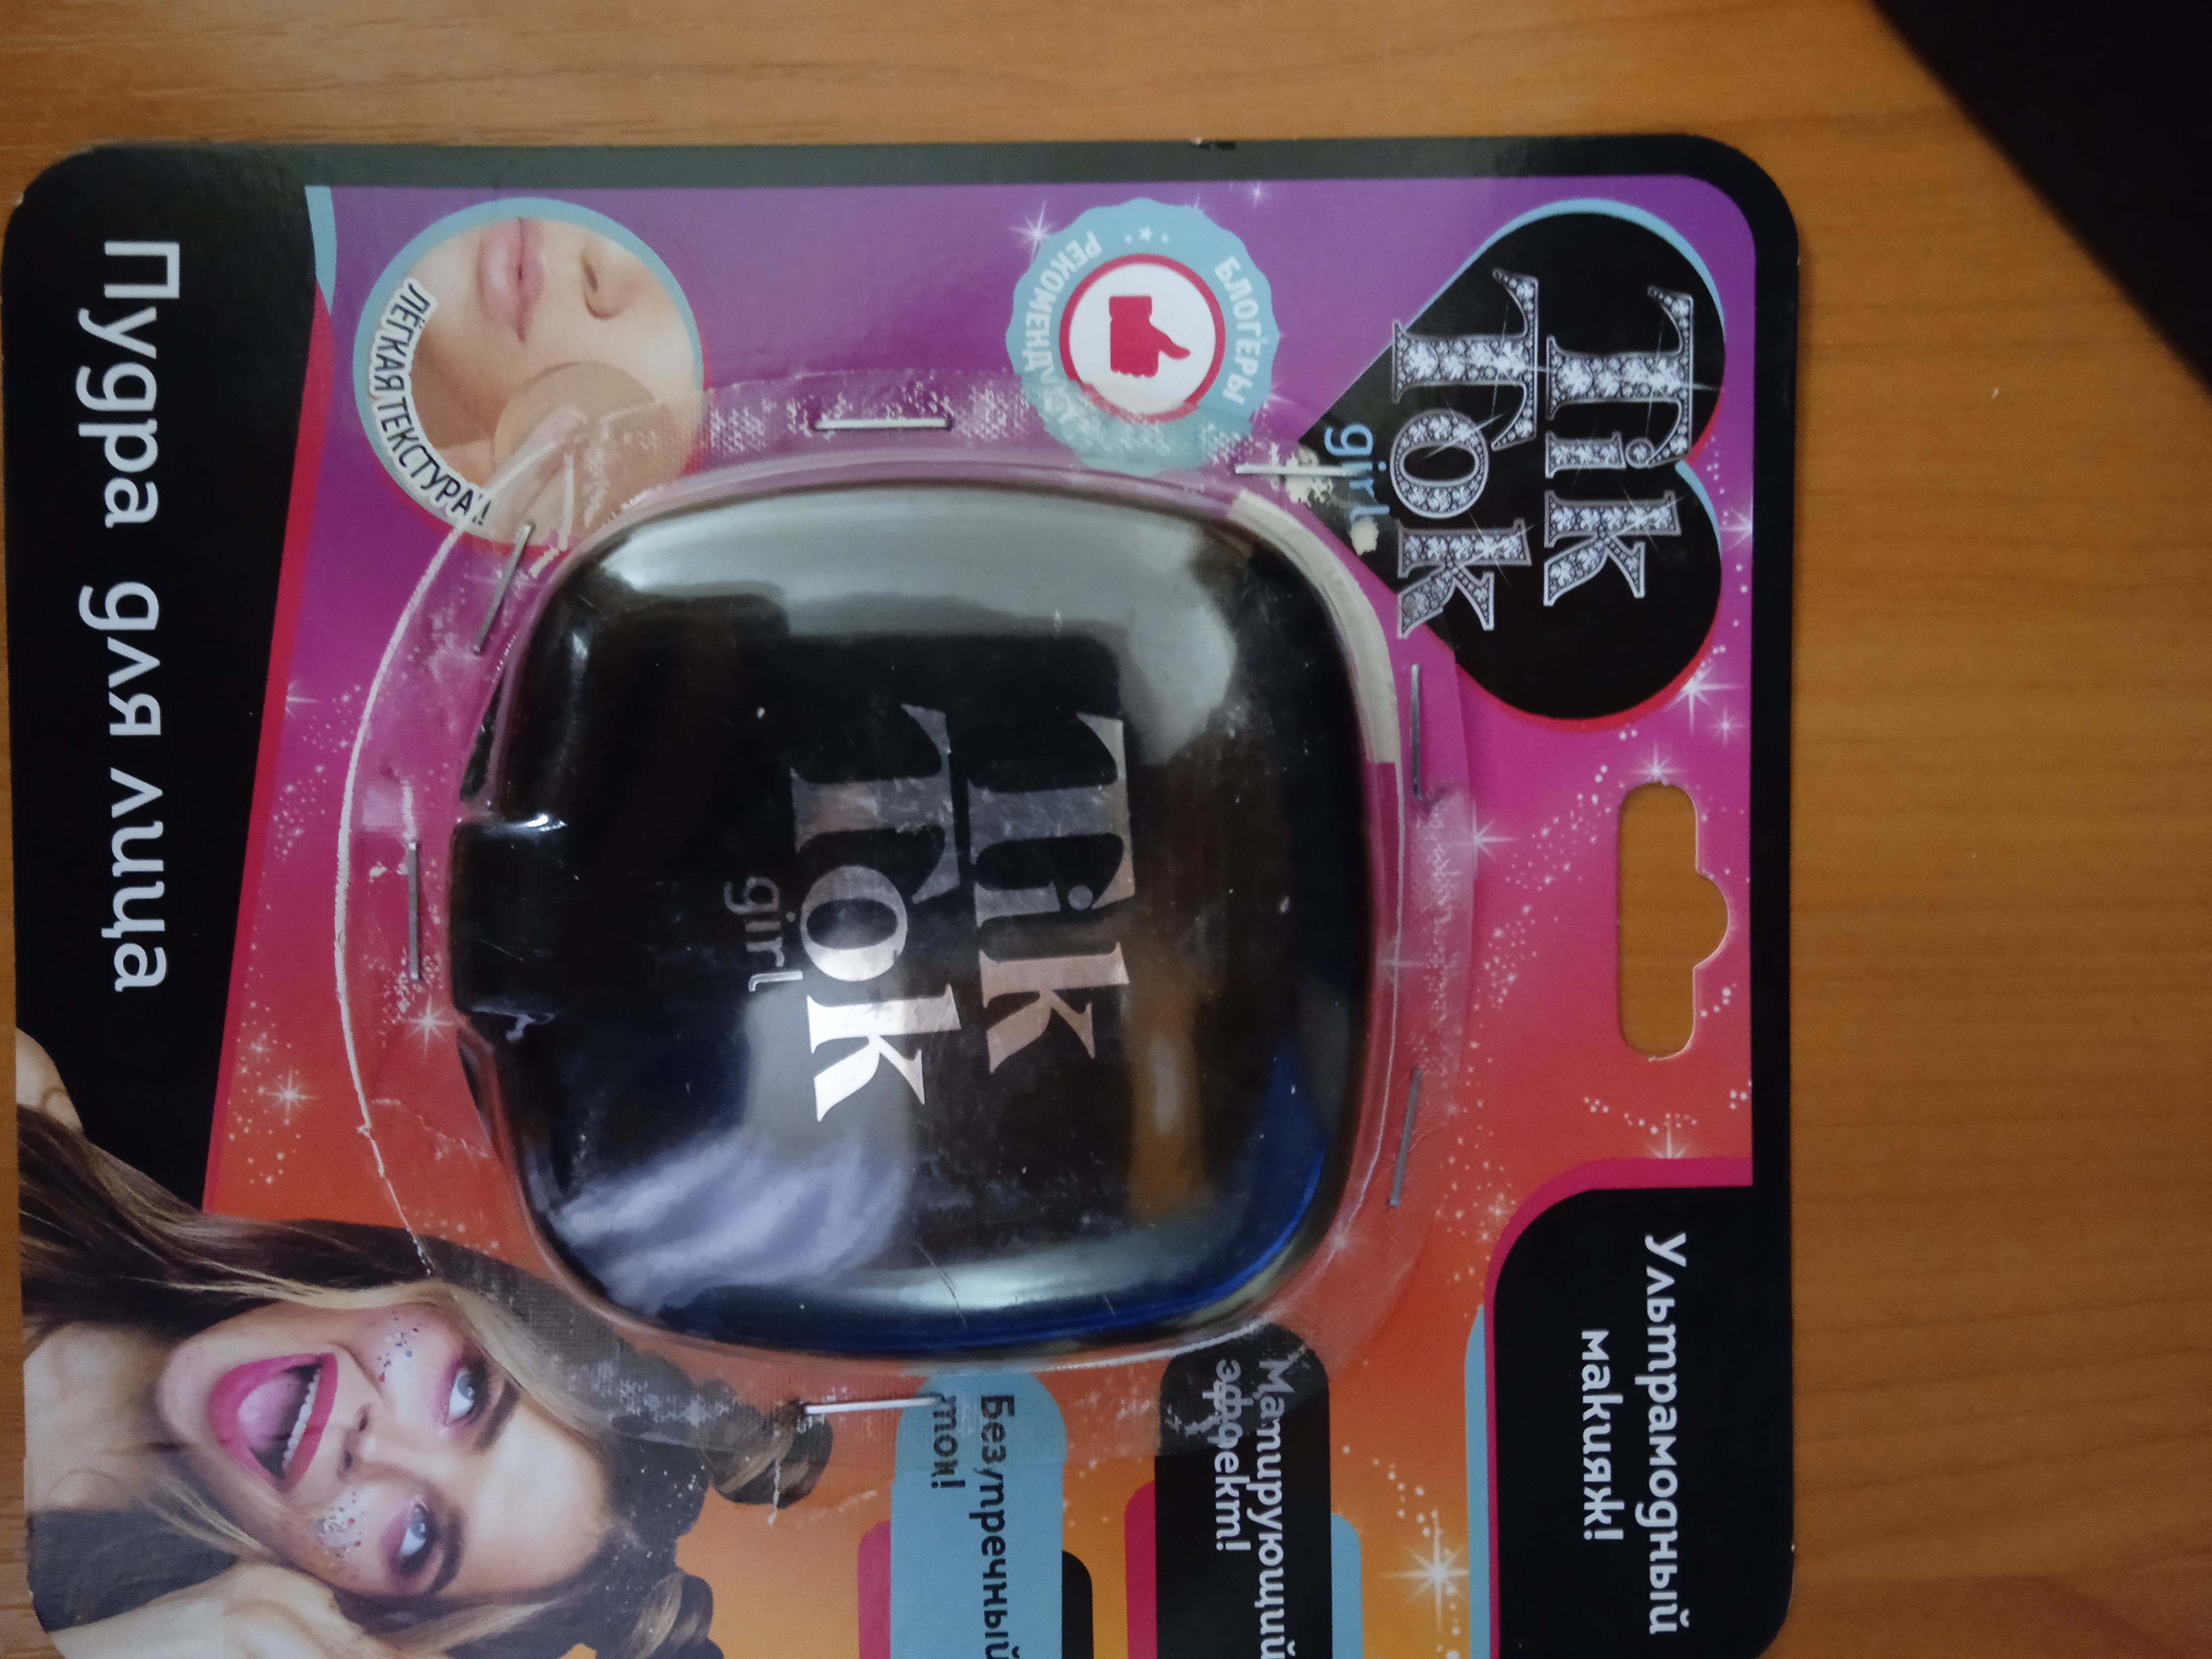 Tik
Tok
girl
Ультрамодный
макияж!
БЛОГЕРЫ
РЕКОМЕНДУЮТ
Матирующий
эффект!
Безупречный
тон!
Tik
Tok
girl
ЛЁГКАЯ ТЕКСТУРА!
Пудра для лица